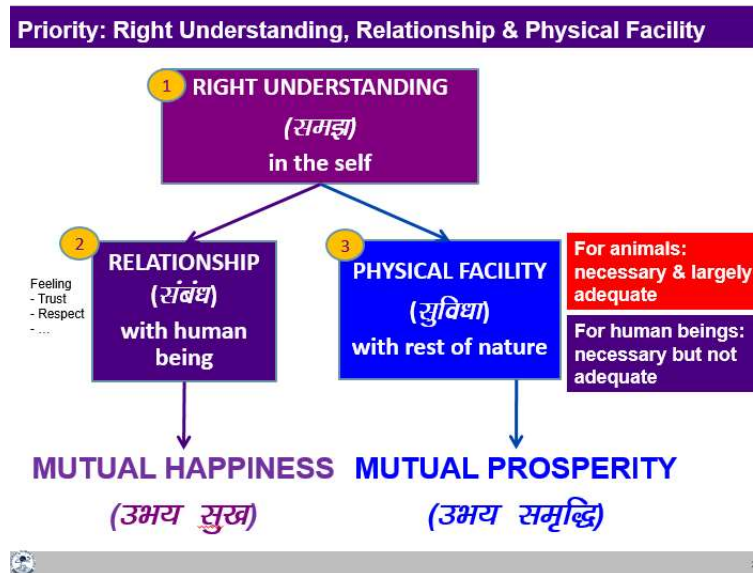 Priority: Right Understanding, Relationship & Physical Facility
1
RIGHT UNDERSTANDING
(समझ)
in the self
2
RELATIONSHIP
(संबंध)
with human
being
Feeling
- Trust
- Respect
- ...
3
PHYSICAL FACILITY
(सुविधा)
with rest of nature
For animals:
necessary & largely
adequate
For human beings:
necessary but not
adequate
MUTUAL HAPPINESS
(उभय सुख)
MUTUAL PROSPERITY
(उभय समृद्धि)